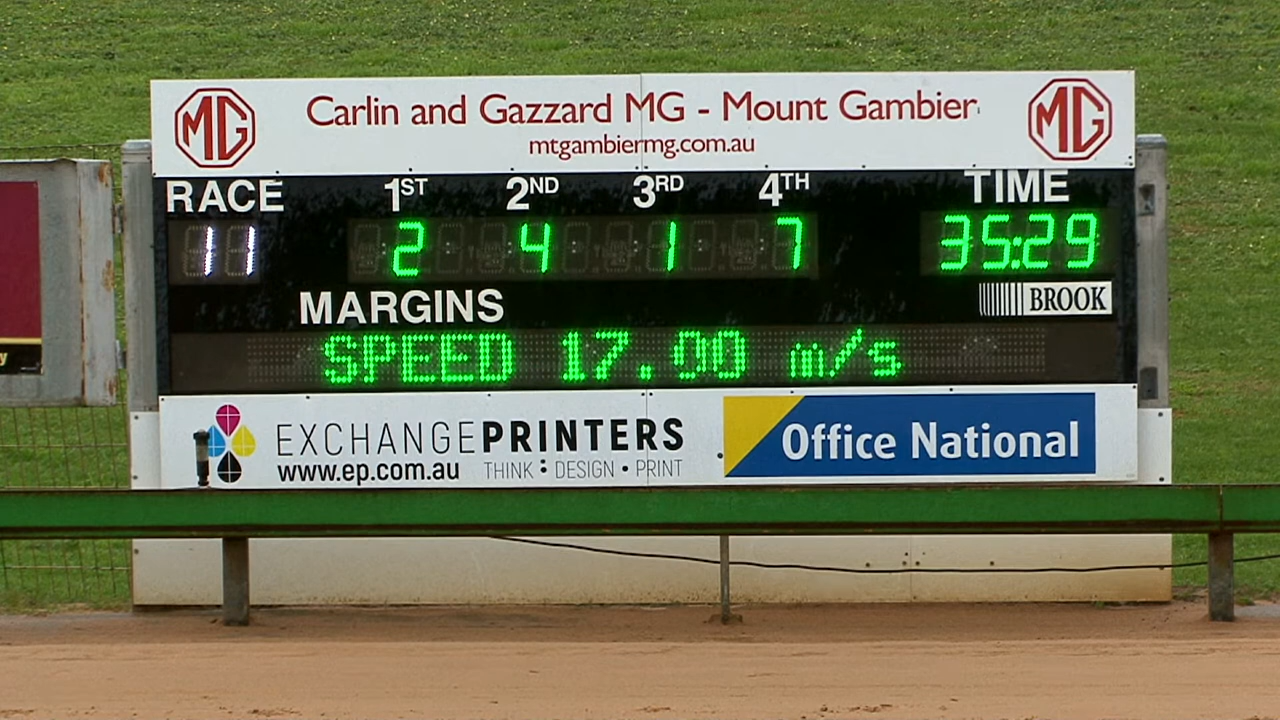 MG Carlin and Gazzard MG - Mount Gambier MG
mtgambiermg.com.au
RACE 1ST 2ND 3RD 4TH TIME
11 2 4 1 7 35:29
MARGINS BROOK
SPEED 17.00 m/s
EXCHANGEPRINTERS Office National
www.ep.com.au THINK : DESIGN • PRINT